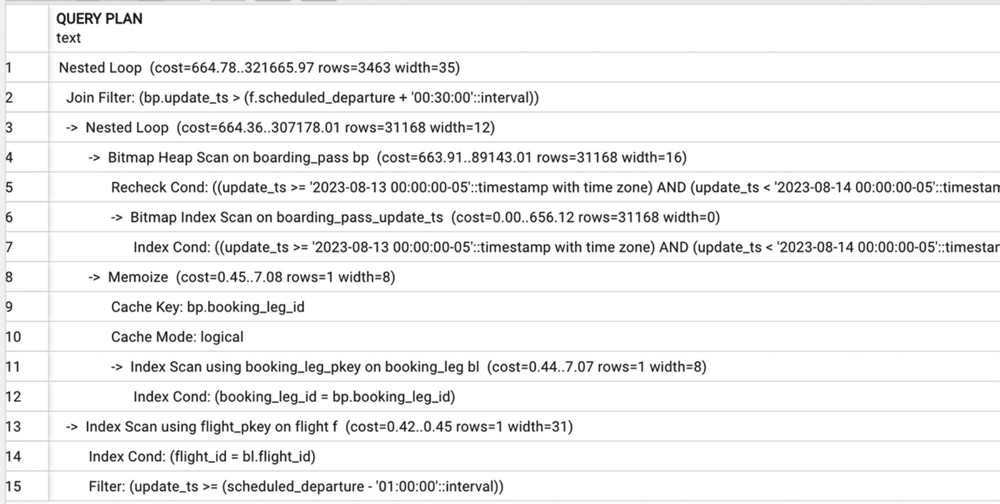 QUERY PLAN
text
1 Nested Loop (cost=664.78..321665.97 rows=3463 width=35)
2 Join Filter: (bp.update_ts > (f.scheduled_departure + '00:30:00'::interval))
3 -> Nested Loop (cost=664.36..307178.01 rows=31168 width=12)
4 -> Bitmap Heap Scan on boarding_pass bp (cost=663.91..89143.01 rows=31168 width=16)
5 Recheck Cond: ((update_ts >= '2023-08-13 00:00:00-05'::timestamp with time zone) AND (update_ts < '2023-08-14 00:00:00-05'::timestam
6 -> Bitmap Index Scan on boarding_pass_update_ts (cost=0.00..656.12 rows=31168 width=0)
7 Index Cond: ((update_ts >= '2023-08-13 00:00:00-05'::timestamp with time zone) AND (update_ts < '2023-08-14 00:00:00-05'::timestam
8 -> Memoize (cost=0.45..7.08 rows=1 width=8)
9 Cache Key: bp.booking_leg_id
10 Cache Mode: logical
11 -> Index Scan using booking_leg_pkey on booking_leg bl (cost=0.44..7.07 rows=1 width=8)
12 Index Cond: (booking_leg_id = bp.booking_leg_id)
13 -> Index Scan using flight_pkey on flight f (cost=0.42..0.45 rows=1 width=31)
14 Index Cond: (flight_id = bl.flight_id)
15 Filter: (update_ts >= (scheduled_departure - '01:00:00'::interval))